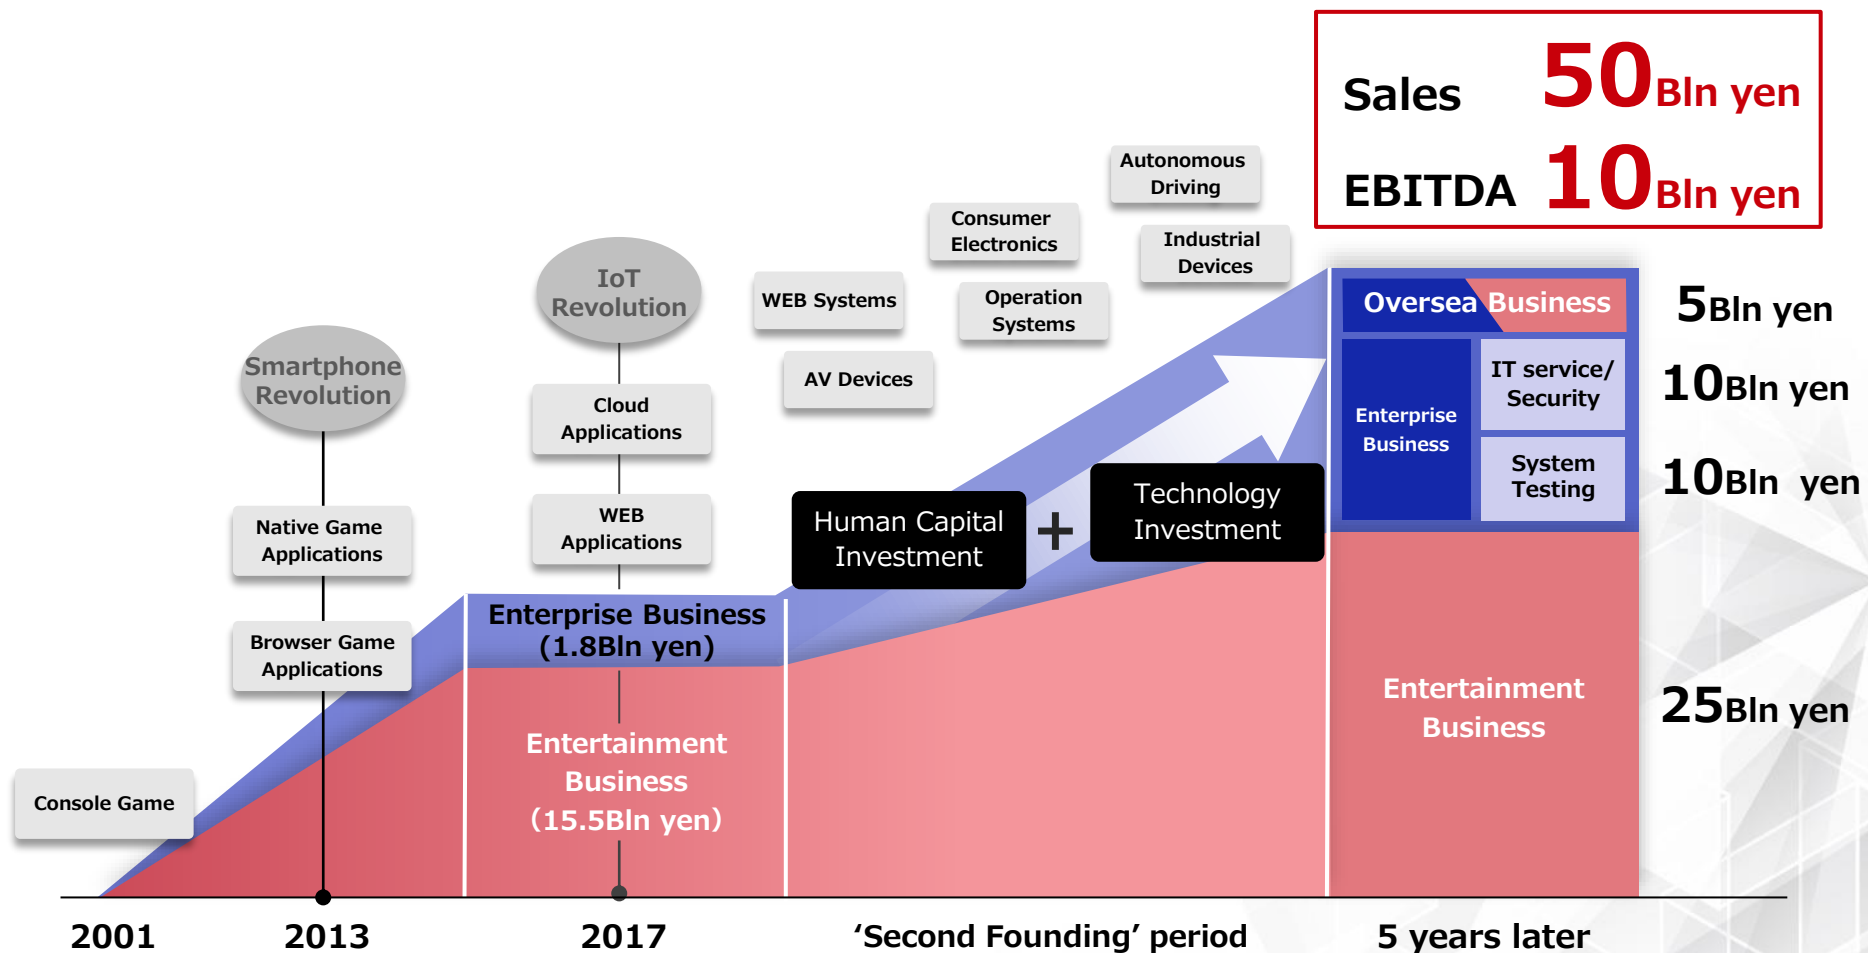 Sales 50Bln yen
EBITDA 10Bln yen
Autonomous
Driving
Consumer
Electronics
Industrial
Devices
IoT
Revolution
WEB Systems
Operation
Systems
Smartphone
Revolution
AV Devices
Cloud
Applications
Native Game
Applications
WEB
Applications
Browser Game
Applications
Console Game
Human Capital
Investment
+
Technology
Investment
Enterprise Business
(1.8Bln yen)
Entertainment
Business
(15.5Bln yen)
Oversea Business
5Bln yen
Enterprise
Business
IT service/
Security
10Bln yen
System
Testing
10Bln yen
Entertainment
Business
25Bln yen
2001
2013
2017
‘Second Founding’ period
5 years later